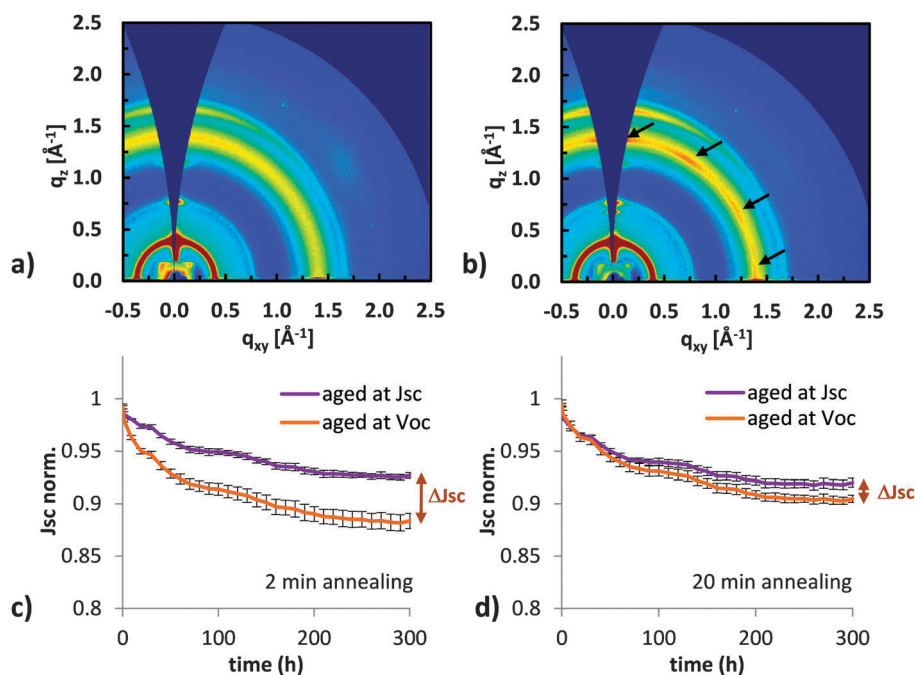 2.5
2.0
1.5
1.0
0.5
0.0
qz [Å-1]
a)
-0.5 0.0 0.5 1.0 1.5 2.0 2.5
qxy [Å-1]
2.5
2.0
1.5
1.0
0.5
0.0
qz [Å-1]
b)
-0.5 0.0 0.5 1.0 1.5 2.0 2.5
qxy [Å-1]
1
0.95
0.9
0.85
0.8
Jsc norm.
aged at Jsc
aged at Voc
ΔJsc
2 min annealing
c)
0 100 200 300
time (h)
1
0.95
0.9
0.85
0.8
Jsc norm.
aged at Jsc
aged at Voc
ΔJsc
20 min annealing
d)
0 100 200 300
time (h)